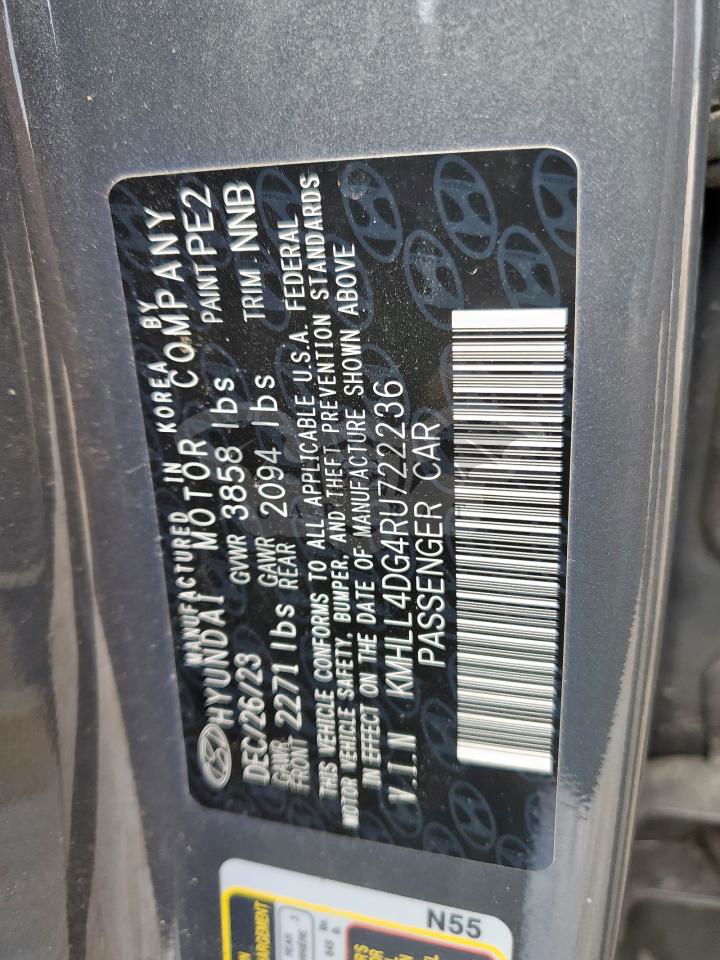 MANUFACTURED IN KOREA BY
HYUNDAI MOTOR COMPANY
DEC/26/23 GVWR 3858 lbs PAINT PE2
GAWR FRONT 2271 lbs GAWR REAR 2094 lbs TRIM NNB
THIS VEHICLE CONFORMS TO ALL APPLICABLE U.S.A. FEDERAL
MOTOR VEHICLE SAFETY, BUMPER, AND THEFT PREVENTION STANDARDS
IN EFFECT ON THE DATE OF MANUFACTURE SHOWN ABOVE
V.I.N KMHLL4DG4RU722236
PASSENGER CAR
N55
REAR